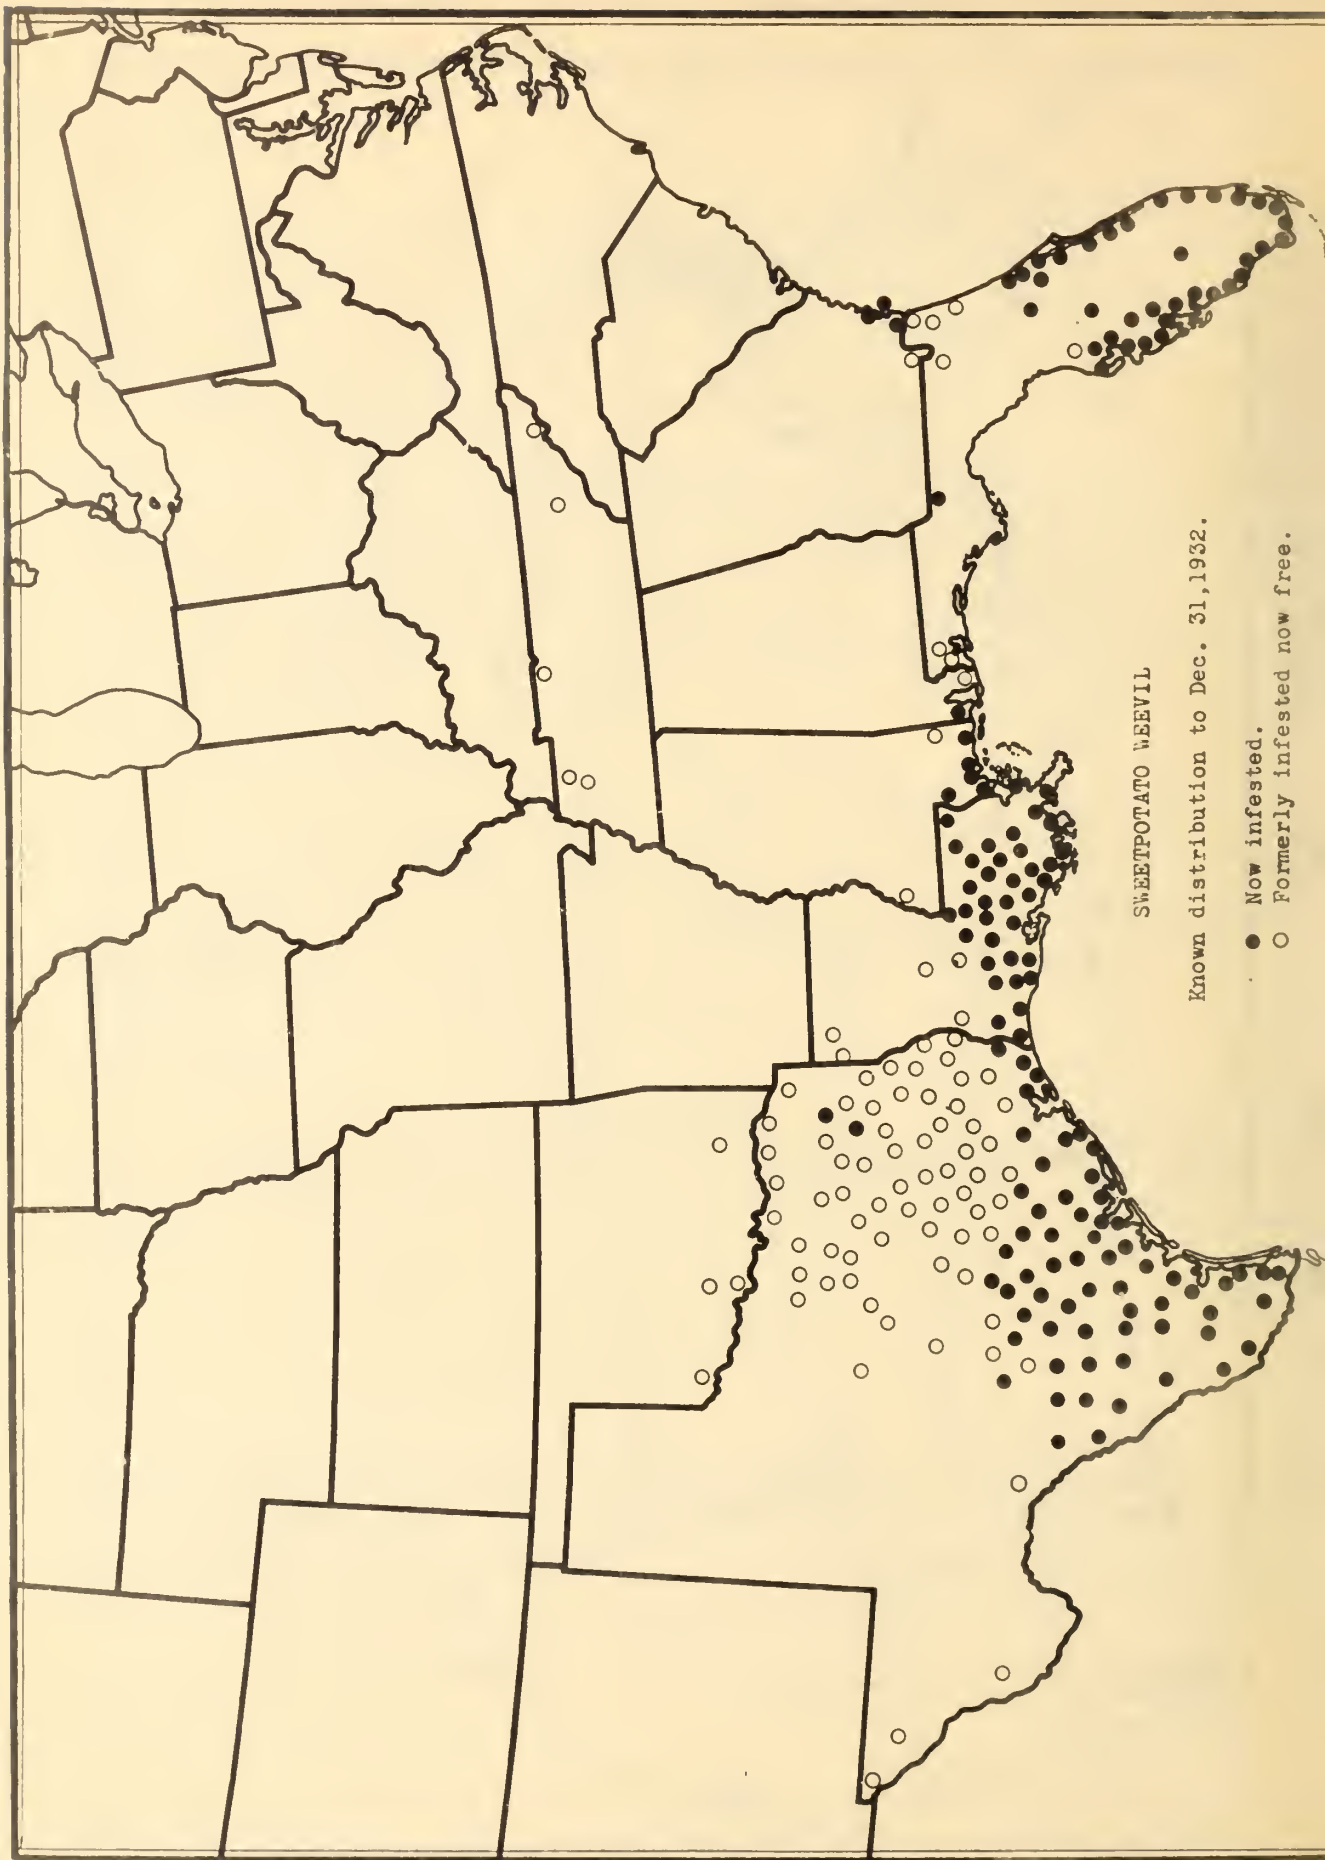 SWEETPOTATO WEEVIL
Known distribution to Dec. 31,1932.
● Now infested.
○ Formerly infested now free.